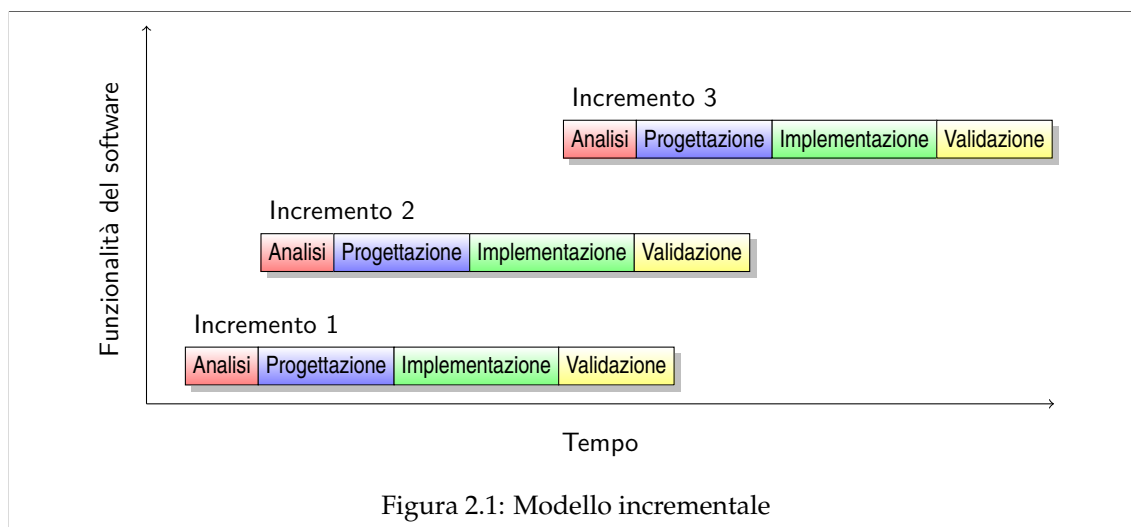 Funzionalità del software
Incremento 3
Analisi Progettazione Implementazione Validazione
Incremento 2
Analisi Progettazione Implementazione Validazione
Incremento 1
Analisi Progettazione Implementazione Validazione
Tempo
Figura 2.1: Modello incrementale